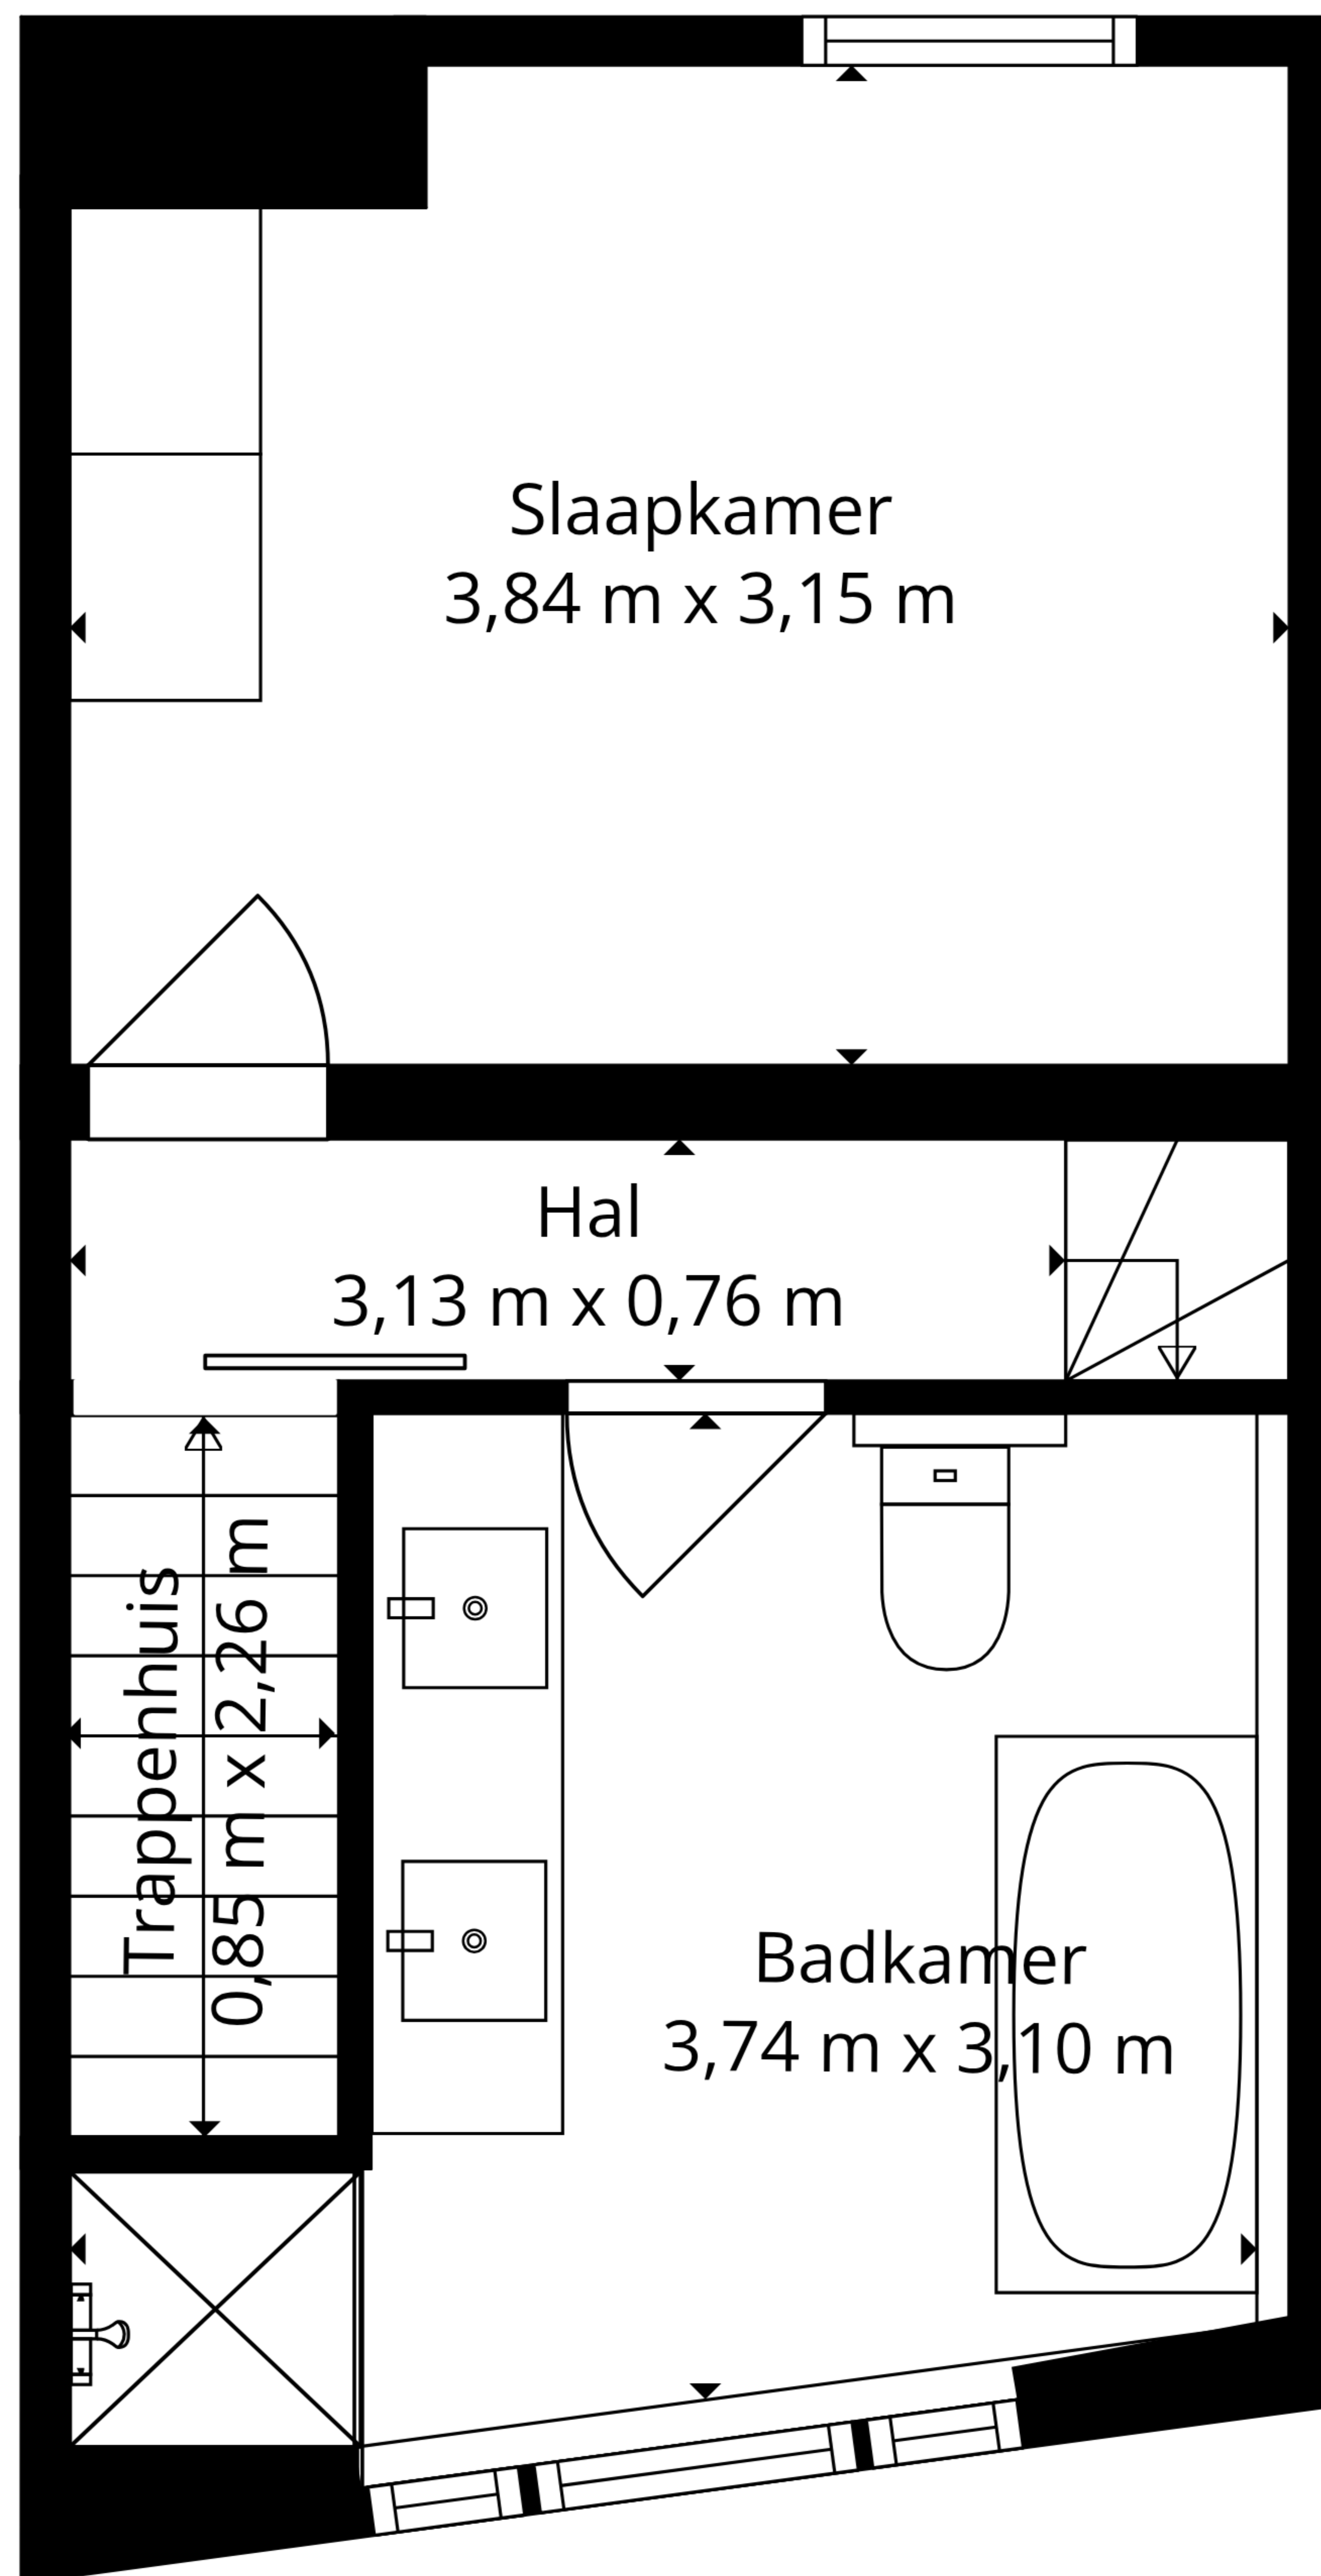 Slaapkamer
3,84 m x 3,15 m
Hal
3,13 m x 0,76 m
Trappenhuis
0,85 m x 2,26 m
Badkamer
3,74 m x 3,10 m